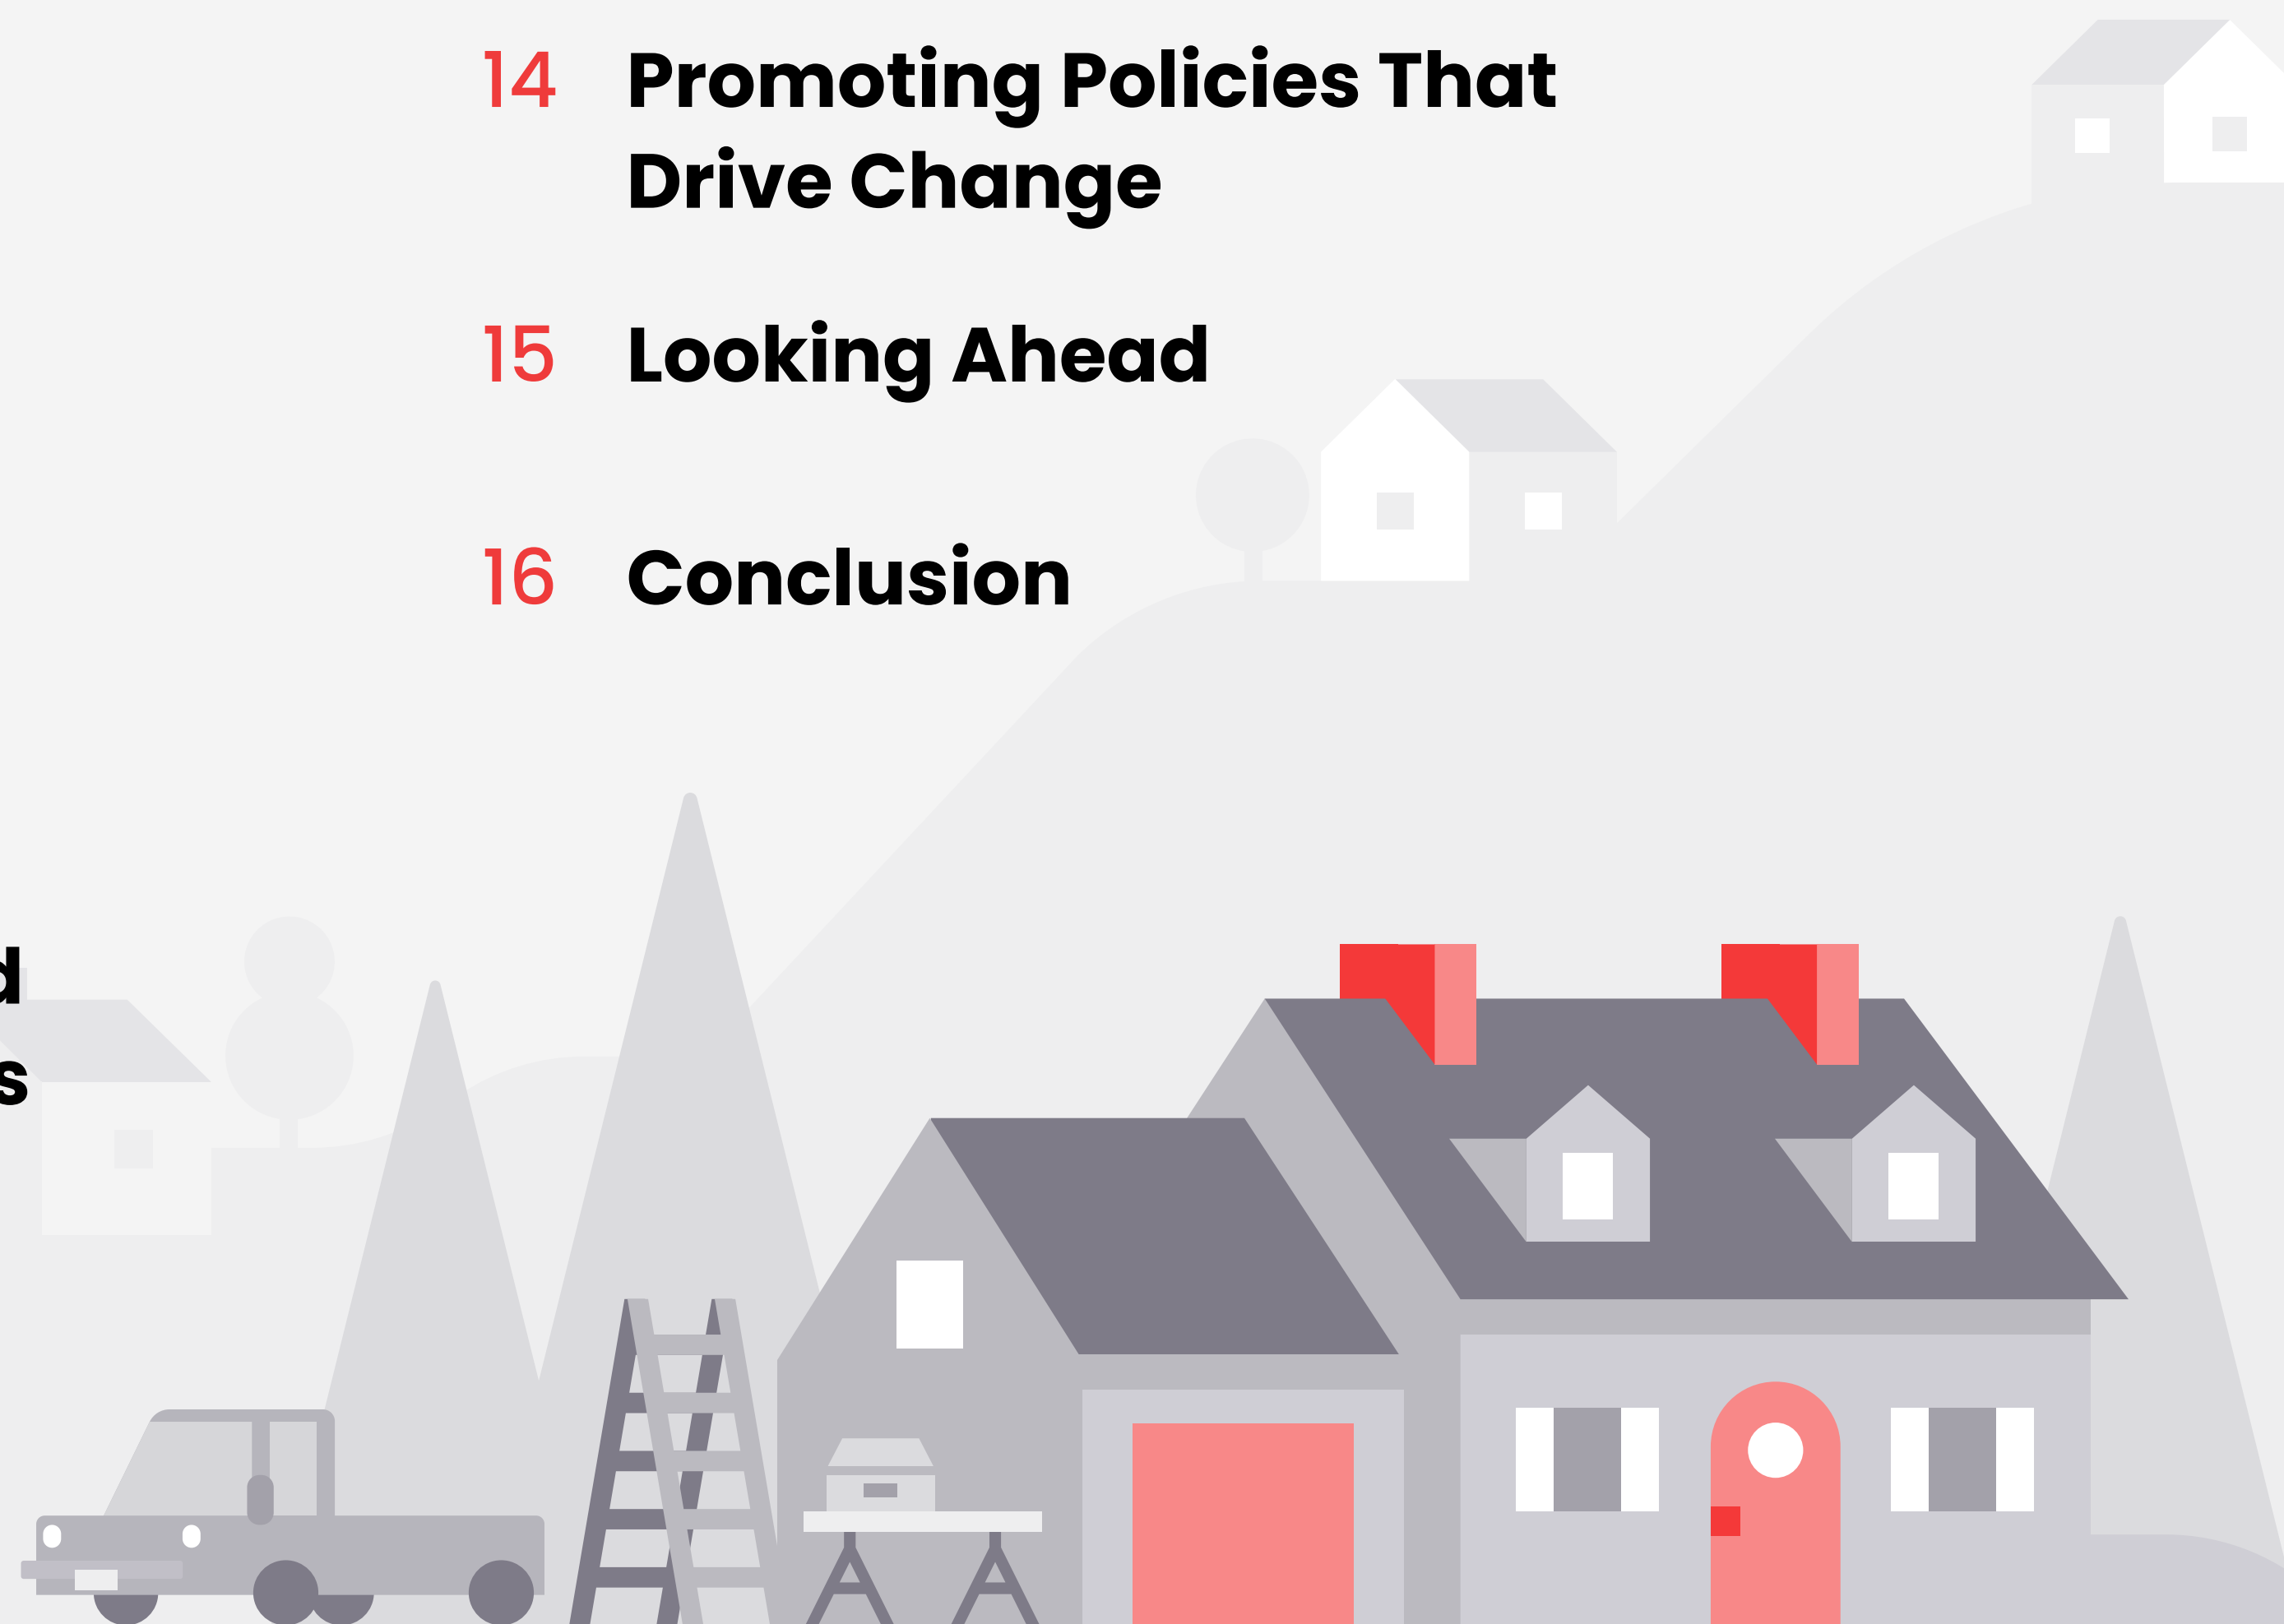 14 Promoting Policies That
Drive Change
15 Looking Ahead
16 Conclusion
d
s